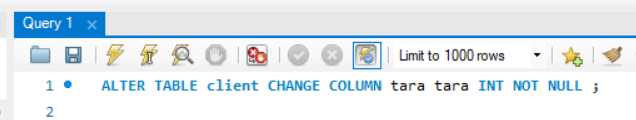 Query 1
Limit to 1000 rows
1 ALTER TABLE client CHANGE COLUMN tara tara INT NOT NULL ;
2